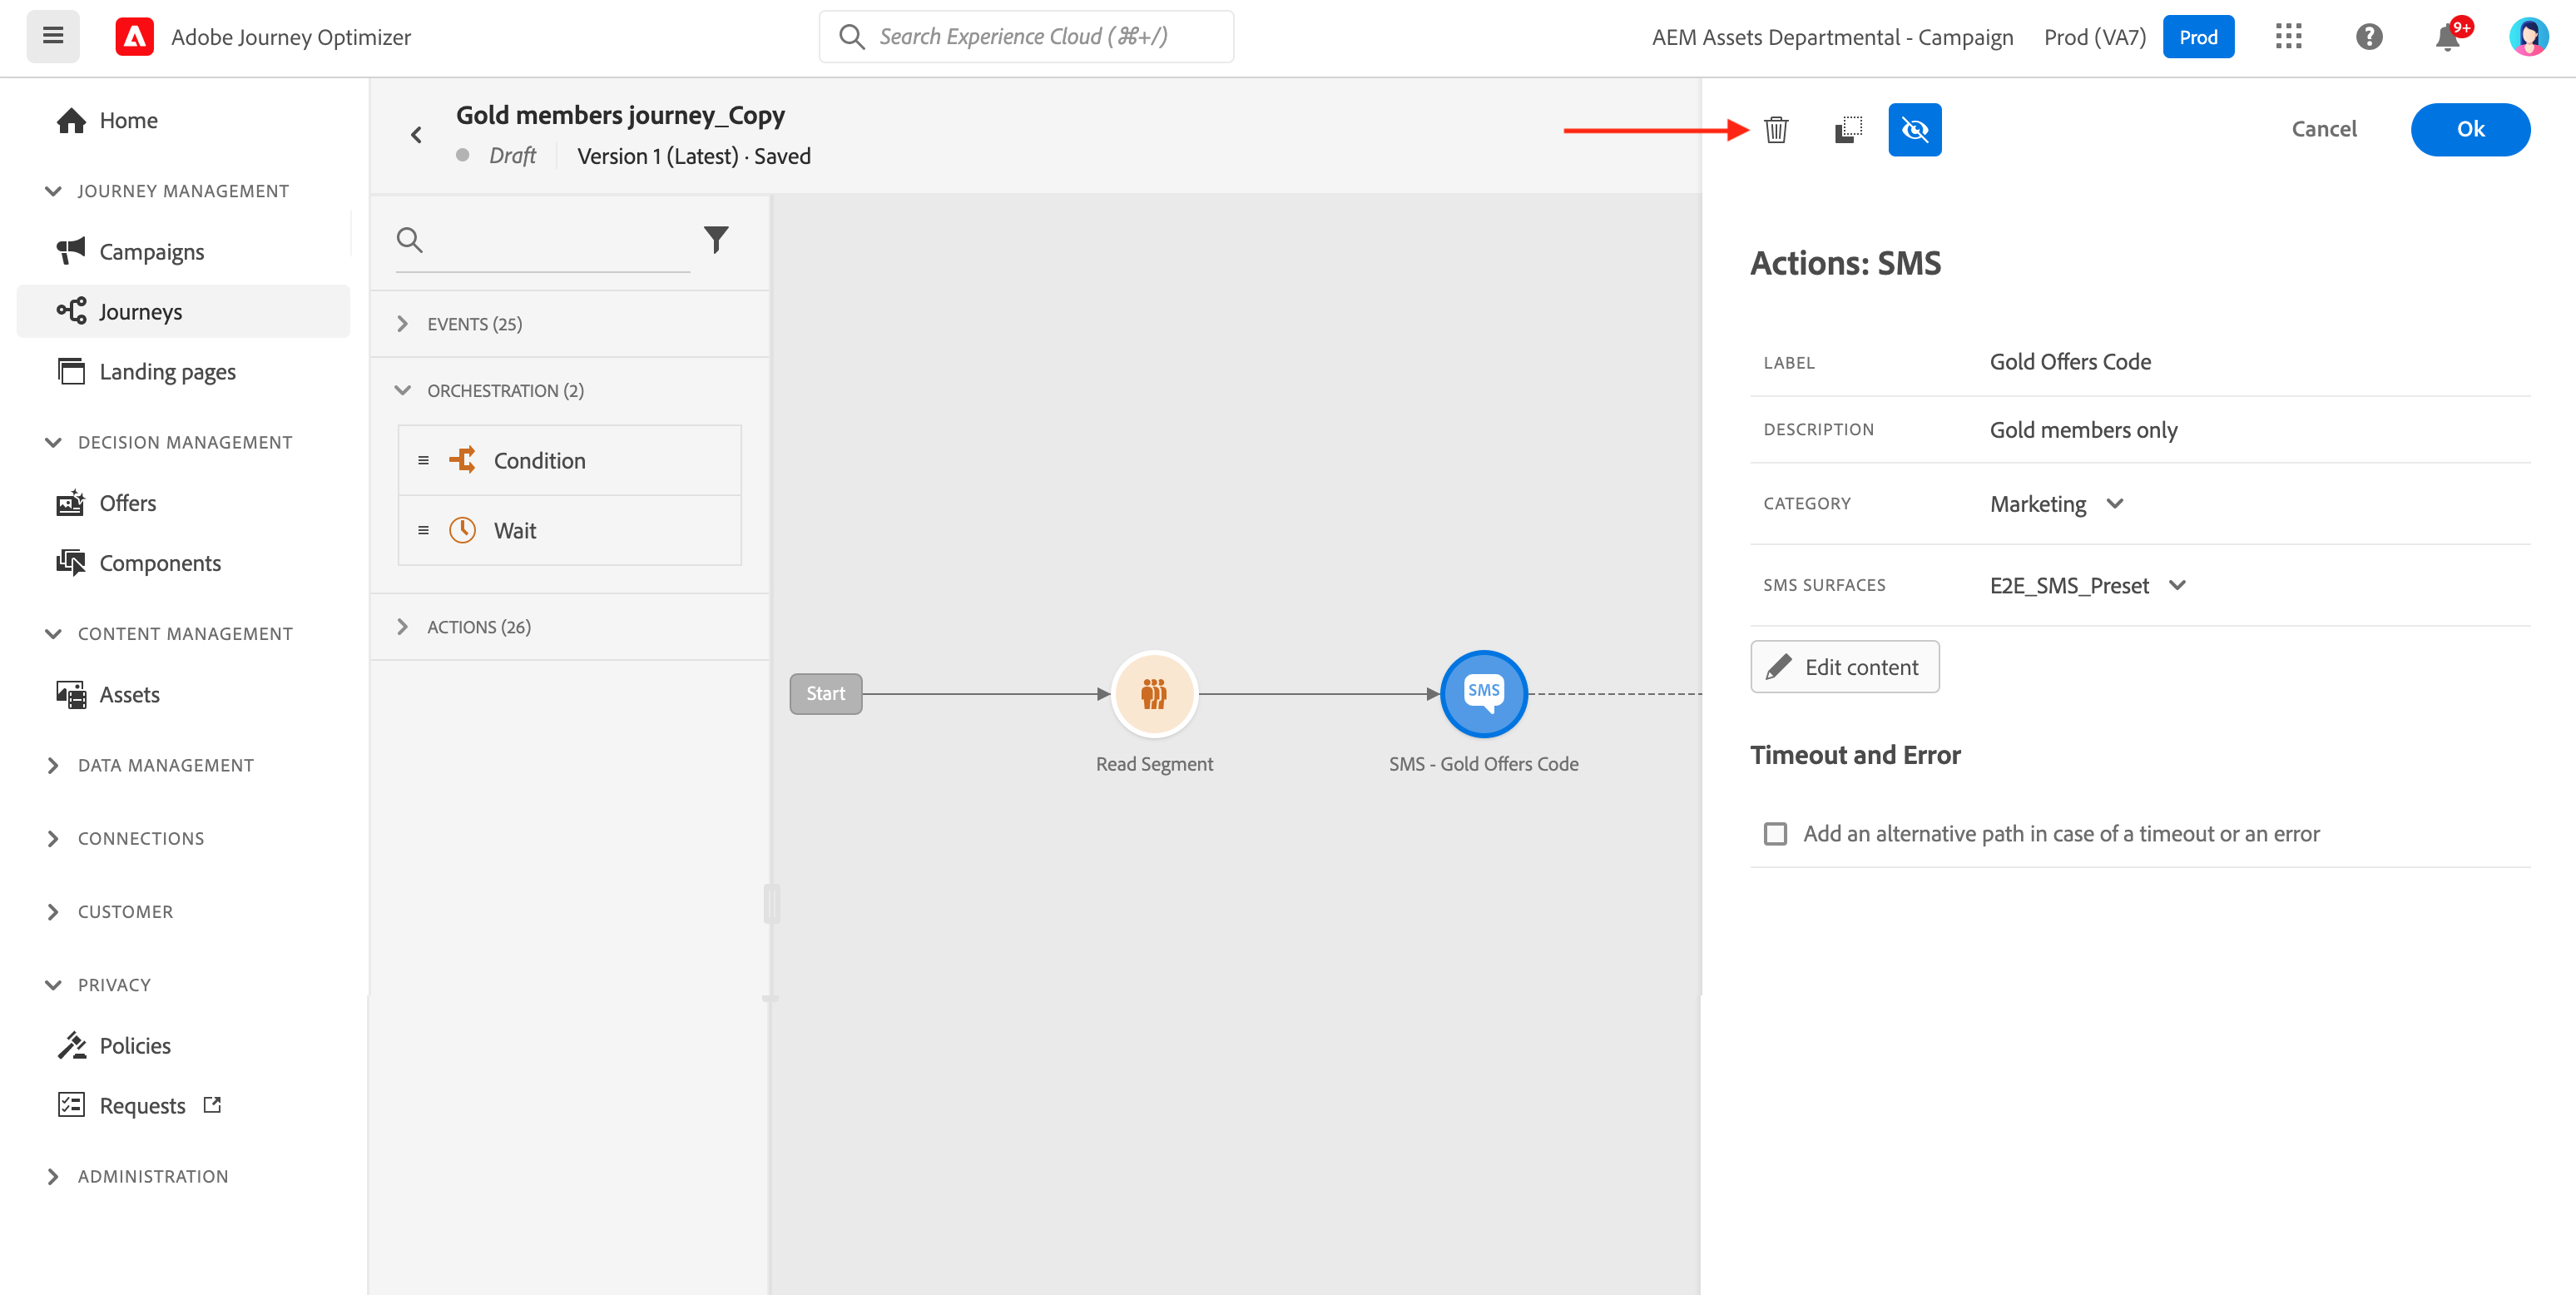 Adobe Journey Optimizer
Search Experience Cloud (⌘+/)
AEM Assets Departmental - Campaign
Prod (VA7)
Prod
9+
Home
JOURNEY MANAGEMENT
Campaigns
Journeys
Landing pages
DECISION MANAGEMENT
Offers
Components
CONTENT MANAGEMENT
Assets
DATA MANAGEMENT
CONNECTIONS
CUSTOMER
PRIVACY
Policies
Requests
ADMINISTRATION
Gold members journey_Copy
Draft
Version 1 (Latest) · Saved
EVENTS (25)
ORCHESTRATION (2)
Condition
Wait
ACTIONS (26)
Start
Read Segment
SMS
SMS - Gold Offers Code
Cancel
Ok
Actions: SMS
LABEL Gold Offers Code
DESCRIPTION Gold members only
CATEGORY Marketing
SMS SURFACES E2E_SMS_Preset
Edit content
Timeout and Error
Add an alternative path in case of a timeout or an error